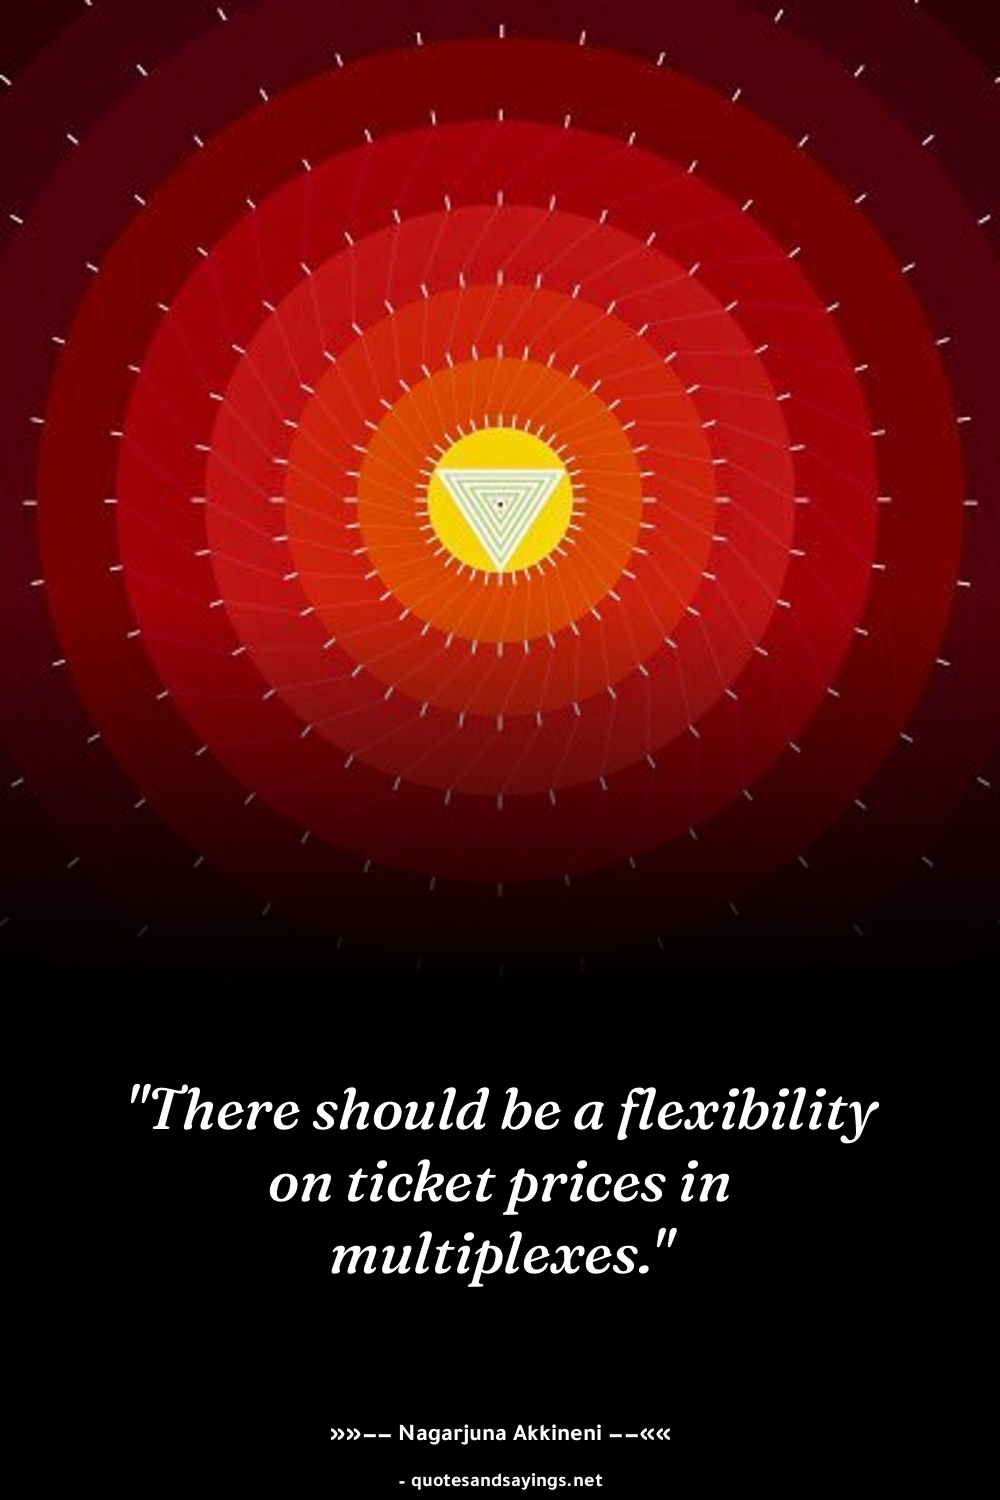 "There should be a flexibility
on ticket prices in
multiplexes."
»»−− Nagarjuna Akkineni −−««
- quotesandsayings.net